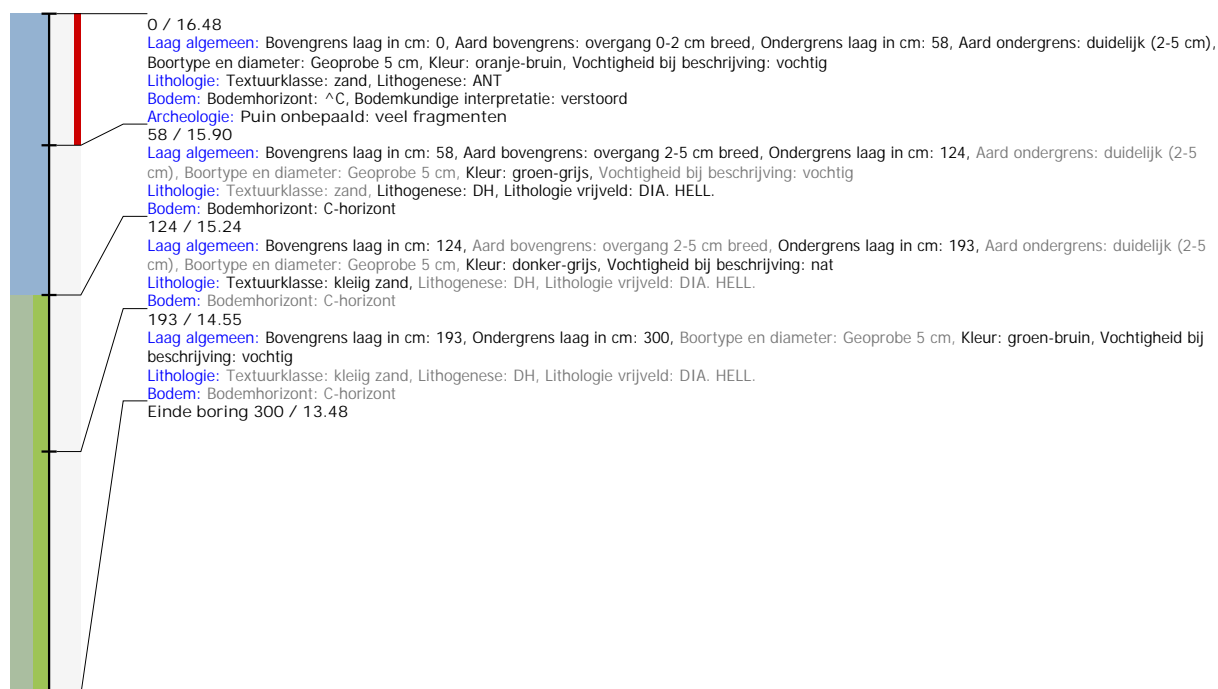 0 / 16.48
Laag algemeen: Bovengrens laag in cm: 0, Aard bovengrens: overgang 0-2 cm breed, Ondergrens laag in cm: 58, Aard ondergrens: duidelijk (2-5 cm),
Boortype en diameter: Geoprobe 5 cm, Kleur: oranje-bruin, Vochtigheid bij beschrijving: vochtig
Lithologie: Textuurklasse: zand, Lithogenese: ANT
Bodem: Bodemhorizont: ^C, Bodemkundige interpretatie: verstoord
Archeologie: Puin onbepaald: veel fragmenten
58 / 15.90
Laag algemeen: Bovengrens laag in cm: 58, Aard bovengrens: overgang 2-5 cm breed, Ondergrens laag in cm: 124, Aard ondergrens: duidelijk (2-5
cm), Boortype en diameter: Geoprobe 5 cm, Kleur: groen-grijs, Vochtigheid bij beschrijving: vochtig
Lithologie: Textuurklasse: zand, Lithogenese: DH, Lithologie vrijveld: DIA. HELL.
Bodem: Bodemhorizont: C-horizont
124 / 15.24
Laag algemeen: Bovengrens laag in cm: 124, Aard bovengrens: overgang 2-5 cm breed, Ondergrens laag in cm: 193, Aard ondergrens: duidelijk (2-5
cm), Boortype en diameter: Geoprobe 5 cm, Kleur: donker-grijs, Vochtigheid bij beschrijving: nat
Lithologie: Textuurklasse: kleiig zand, Lithogenese: DH, Lithologie vrijveld: DIA. HELL.
Bodem: Bodemhorizont: C-horizont
193 / 14.55
Laag algemeen: Bovengrens laag in cm: 193, Ondergrens laag in cm: 300, Boortype en diameter: Geoprobe 5 cm, Kleur: groen-bruin, Vochtigheid bij
beschrijving: vochtig
Lithologie: Textuurklasse: kleiig zand, Lithogenese: DH, Lithologie vrijveld: DIA. HELL.
Bodem: Bodemhorizont: C-horizont
Einde boring 300 / 13.48